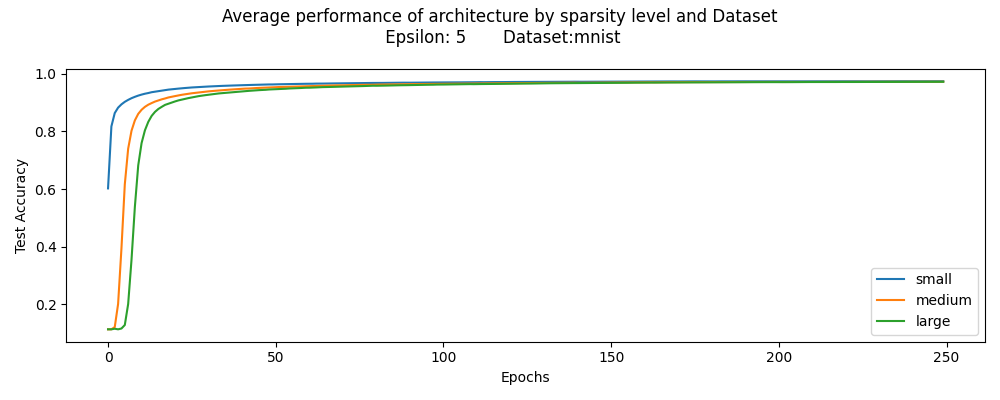 Average performance of architecture by sparsity level and Dataset
Epsilon: 5 Dataset:mnist
1.0
0.8
0.6
0.4
0.2
Test Accuracy
small
medium
large
0 50 100 150 200 250
Epochs